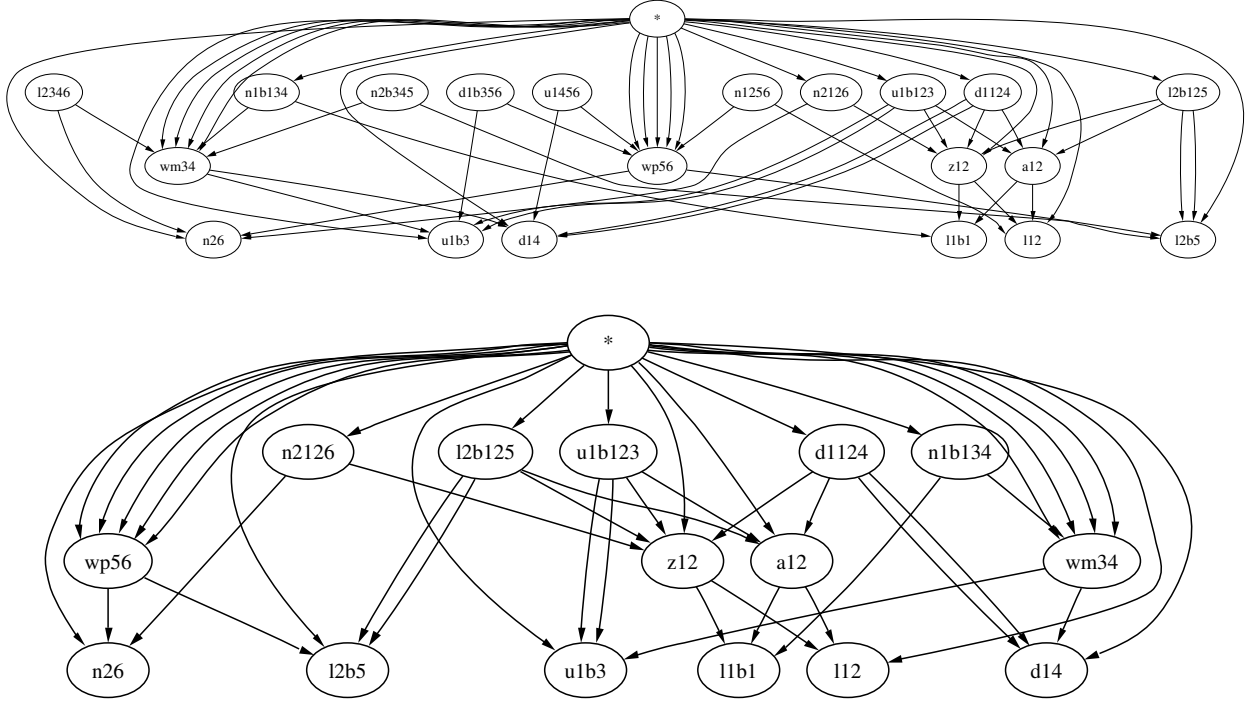 *
l2346 n1b134 n2b345 d1b356 u1456 n1256 n2126 u1b123 d1124 l2b125
wm34 wp56 z12 a12
n26 u1b3 d14 l1b1 l12 l2b5
*
n2126 l2b125 u1b123 d1124 n1b134
wp56 z12 a12 wm34
n26 l2b5 u1b3 l1b1 l12 d14